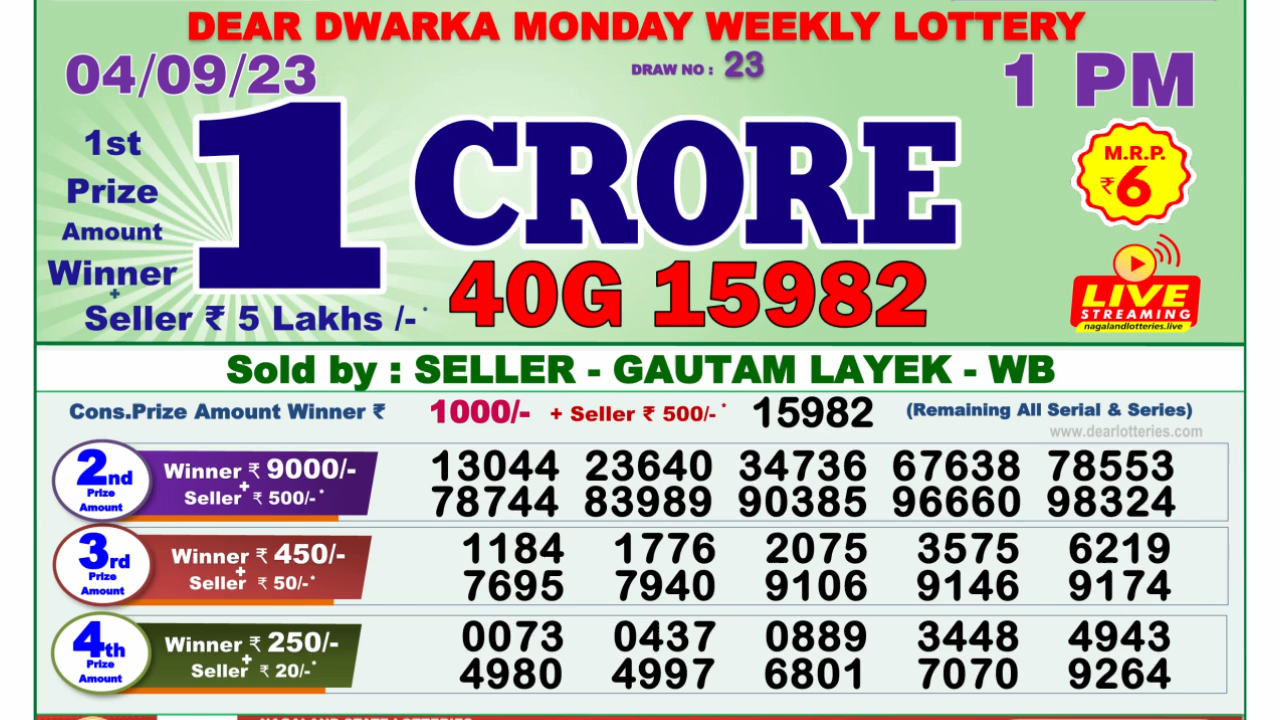 DEAR DWARKA MONDAY WEEKLY LOTTERY
04/09/23
DRAW NO : 23
1 PM
1st
Prize
Amount
Winner
+
Seller ₹ 5 Lakhs /-*
1 CRORE
40G 15982
M.R.P.
₹6
LIVE
STREAMING
nagalandlotteries.live
Sold by : SELLER - GAUTAM LAYEK - WB
Cons.Prize Amount Winner ₹ 1000/- + Seller ₹ 500/-* 15982 (Remaining All Serial & Series)
www.dearlotteries.com
2nd
Prize
Amount
Winner ₹ 9000/-
+
Seller ₹ 500/-*
13044 23640 34736 67638 78553
78744 83989 90385 96660 98324
3rd
Prize
Amount
Winner ₹ 450/-
+
Seller ₹ 50/-*
1184 1776 2075 3575 6219
7695 7940 9106 9146 9174
4th
Prize
Amount
Winner ₹ 250/-
+
Seller ₹ 20/-*
0073 0437 0889 3448 4943
4980 4997 6801 7070 9264
NAGALAND STATE LOTTERIES